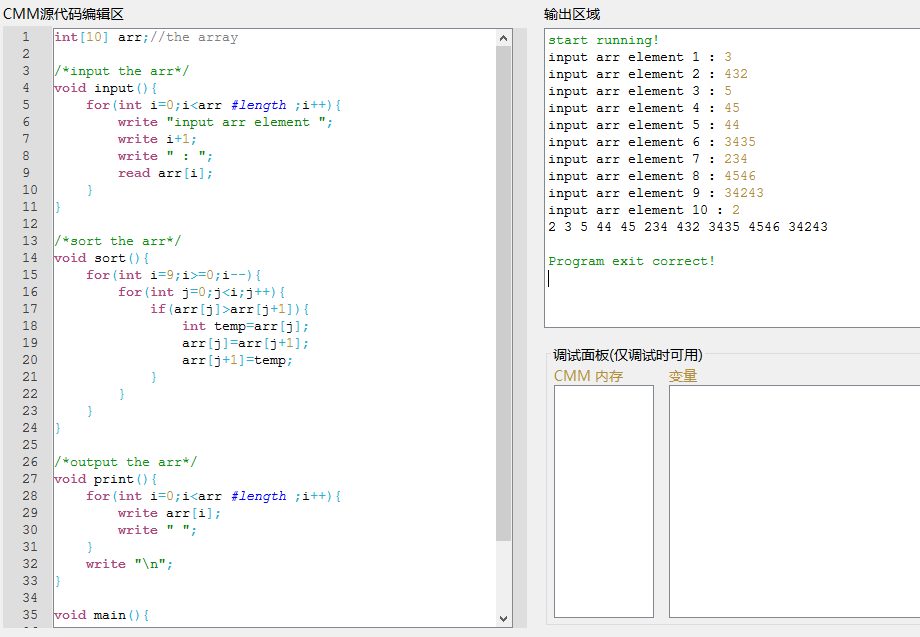 CMM源代码编辑区
1 int[10] arr;//the array
2
3 /*input the arr*/
4 void input(){
5 for(int i=0;i<arr #length ;i++){
6 write "input arr element ";
7 write i+1;
8 write " : ";
9 read arr[i];
10 }
11 }
12
13 /*sort the arr*/
14 void sort(){
15 for(int i=9;i>=0;i--){
16 for(int j=0;j<i;j++){
17 if(arr[j]>arr[j+1]){
18 int temp=arr[j];
19 arr[j]=arr[j+1];
20 arr[j+1]=temp;
21 }
22 }
23 }
24 }
25
26 /*output the arr*/
27 void print(){
28 for(int i=0;i<arr #length ;i++){
29 write arr[i];
30 write " ";
31 }
32 write "\n";
33 }
34
35 void main(){
输出区域
start running!
input arr element 1 : 3
input arr element 2 : 432
input arr element 3 : 5
input arr element 4 : 45
input arr element 5 : 44
input arr element 6 : 3435
input arr element 7 : 234
input arr element 8 : 4546
input arr element 9 : 34243
input arr element 10 : 2
2 3 5 44 45 234 432 3435 4546 34243
Program exit correct!
调试面板(仅调试时可用)
CMM 内存
变量